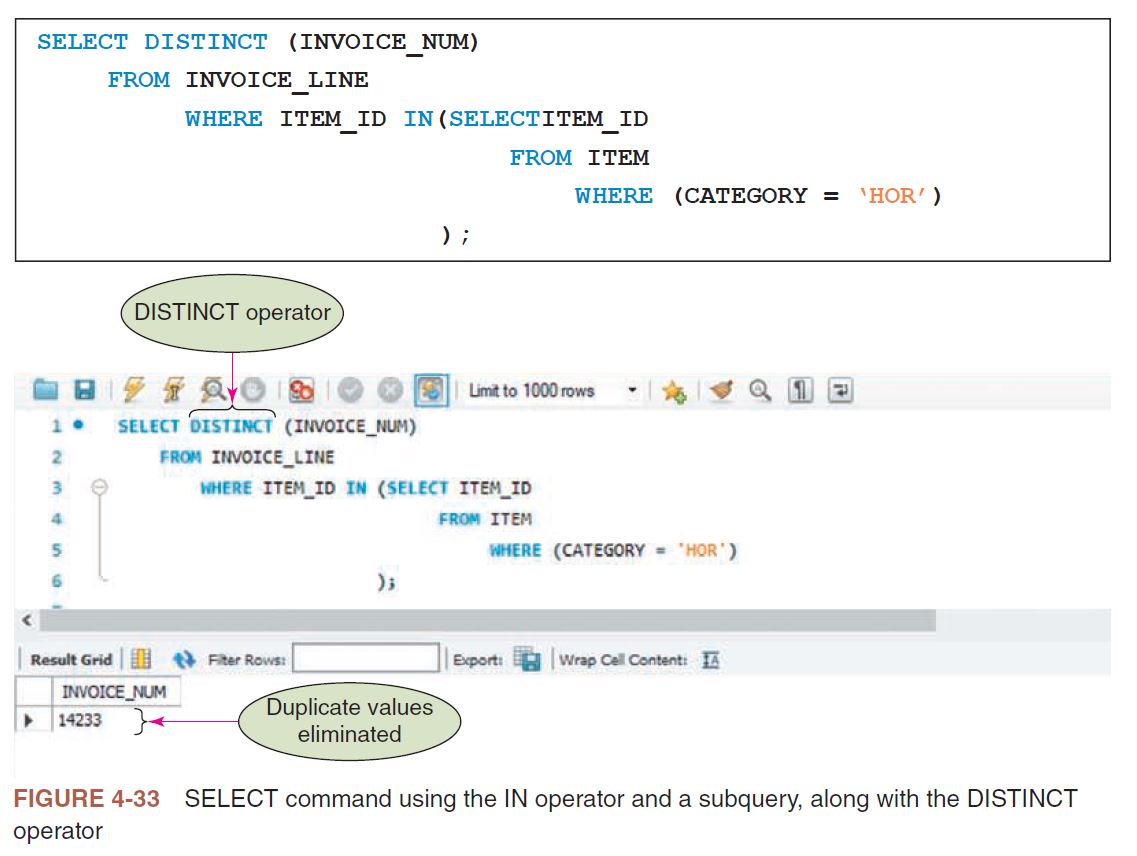 SELECT DISTINCT (INVOICE_NUM)
FROM INVOICE_LINE
WHERE ITEM_ID IN(SELECTITEM_ID
FROM ITEM
WHERE (CATEGORY = ‘HOR’)
);
DISTINCT operator
Limit to 1000 rows
1 SELECT DISTINCT (INVOICE_NUM)
2 FROM INVOICE_LINE
3 WHERE ITEM_ID IN (SELECT ITEM_ID
4 FROM ITEM
5 WHERE (CATEGORY = 'HOR')
6 );
Result Grid Filter Rows: Export: Wrap Cell Content: IA
INVOICE_NUM
14233
Duplicate values
eliminated
FIGURE 4-33 SELECT command using the IN operator and a subquery, along with the DISTINCT
operator